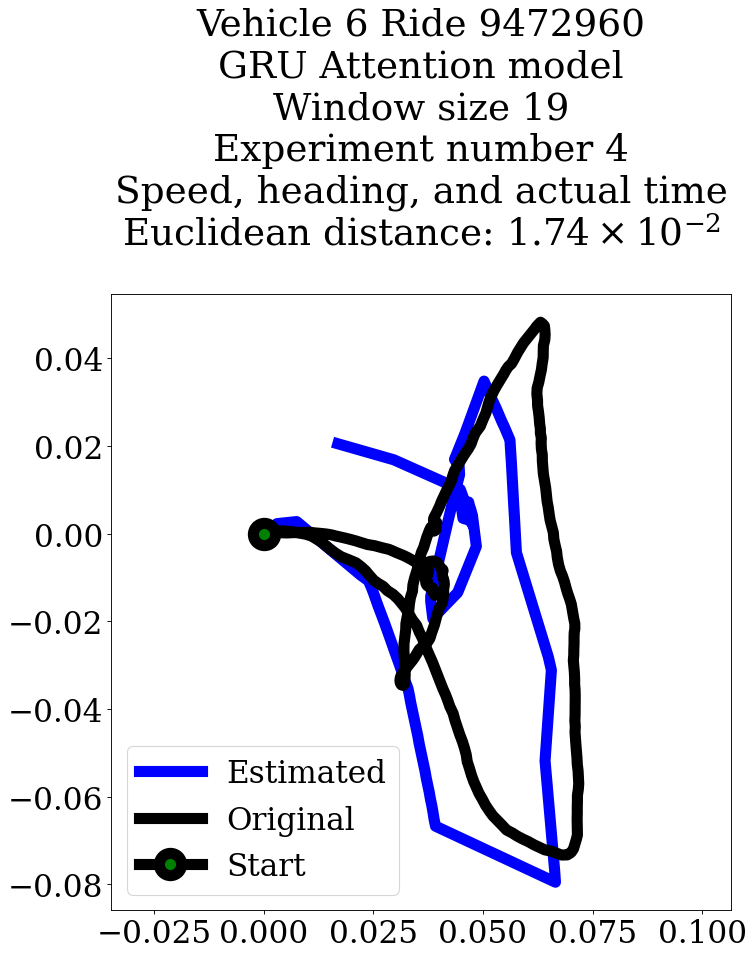 Vehicle 6 Ride 9472960
GRU Attention model
Window size 19
Experiment number 4
Speed, heading, and actual time
Euclidean distance: 1.74 × 10⁻²
0.04
0.02
0.00
−0.02
−0.04
−0.06
−0.08
Estimated
Original
Start
−0.025 0.000 0.025 0.050 0.075 0.100